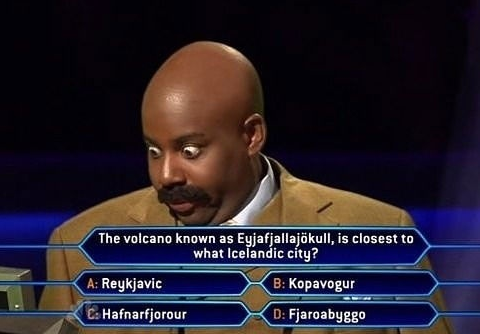 The volcano known as Eyjafjallajökull, is closest to
what Icelandic city?
A: Reykjavic
B: Kopavogur
C: Hafnarfjorour
D: Fjaroabyggo